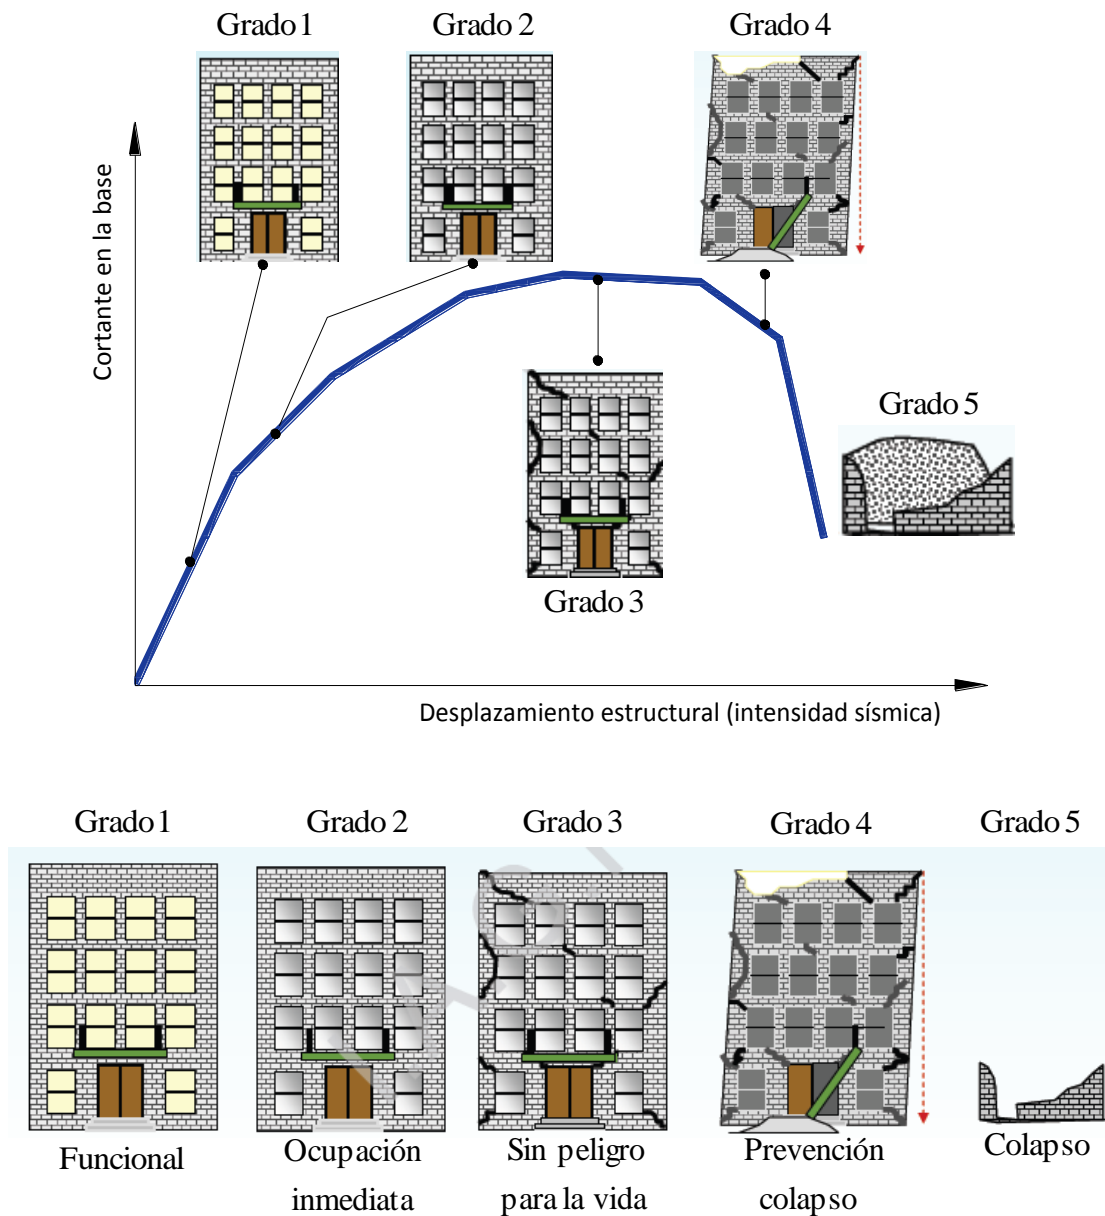 Grado 1
Grado 2
Grado 4
Cortante en la base
Grado 5
Grado 3
Desplazamiento estructural (intensidad sísmica)
Grado 1
Grado 2
Grado 3
Grado 4
Grado 5
Funcional
Ocupación
inmediata
Sin peligro
para la vida
Prevención
colapso
Colapso